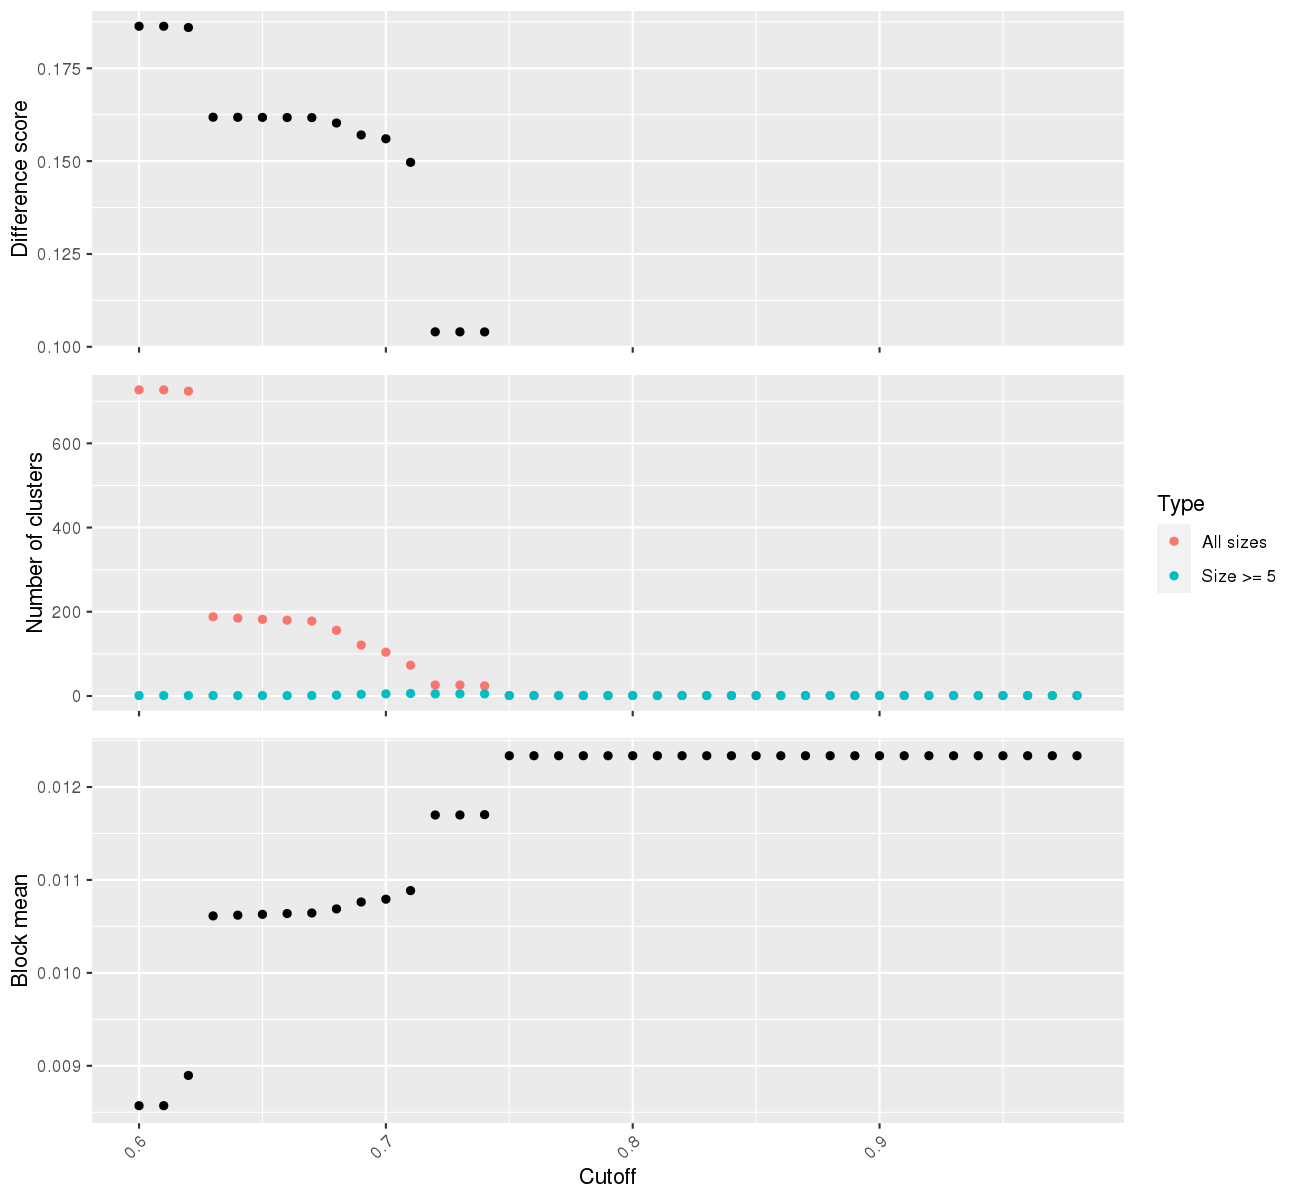 Difference score
0.175
0.150
0.125
0.100
Number of clusters
600
400
200
0
Type
All sizes
Size >= 5
Block mean
0.012
0.011
0.010
0.009
0.6
0.7
0.8
0.9
Cutoff